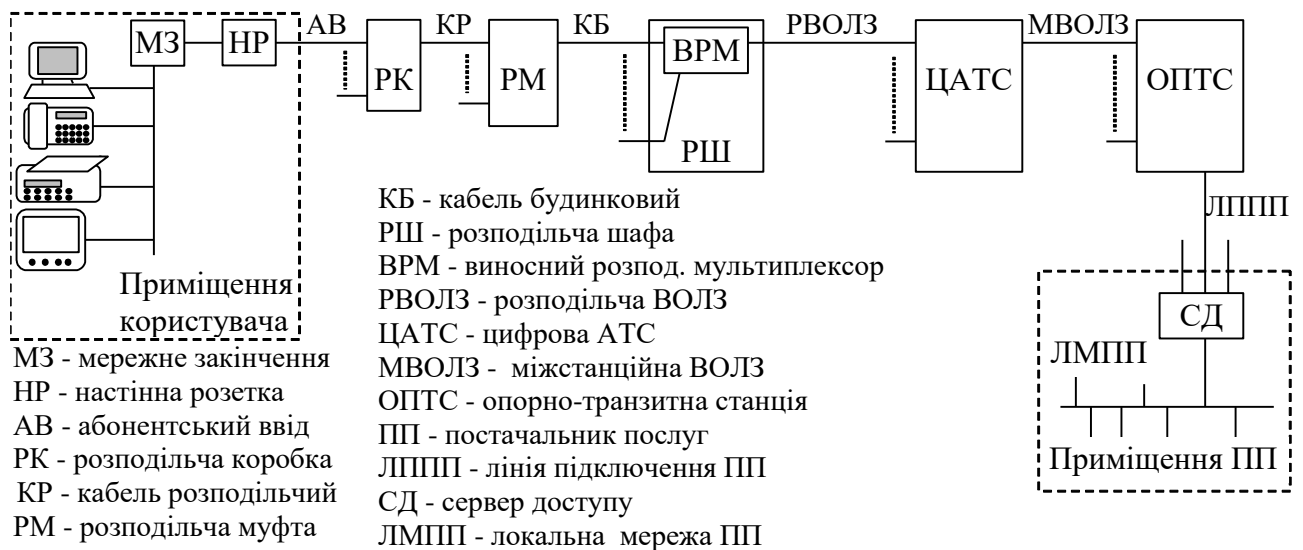 АВ КР КБ РВОЛЗ МВОЛЗ
МЗ НР ВРМ
РК РМ ЦАТС ОПТС
РШ
КБ - кабель будинковий
ЛППП
РШ - розподільча шафа
ВРМ - виносний розпод. мультиплексор
Приміщення
користувача
РВОЛЗ - розподільча ВОЛЗ
СД
ЦАТС - цифрова АТС
МЗ - мережне закінчення
МВОЛЗ - міжстанційна ВОЛЗ
ЛМПП
НР - настінна розетка
ОПТС - опорно-транзитна станція
АВ - абонентський ввід
ПП - постачальник послуг
РК - розподільча коробка
ЛППП - лінія підключення ПП
Приміщення ПП
КР - кабель розподільчий
СД - сервер доступу
РМ - розподільча муфта
ЛМПП - локальна мережа ПП